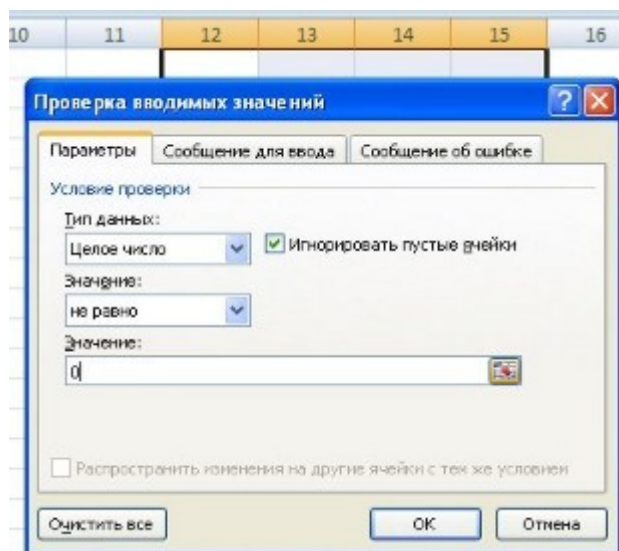 10 11 12 13 14 15 16
Проверка вводимых значений
Параметры Сообщение для ввода Сообщение об ошибке
Условие проверки
Тип данных:
Целое число Игнорировать пустые ячейки
Значение:
не равно
Значение:
0
Распространить изменения на другие ячейки с тем же условием
Очистить все ОК Отмена